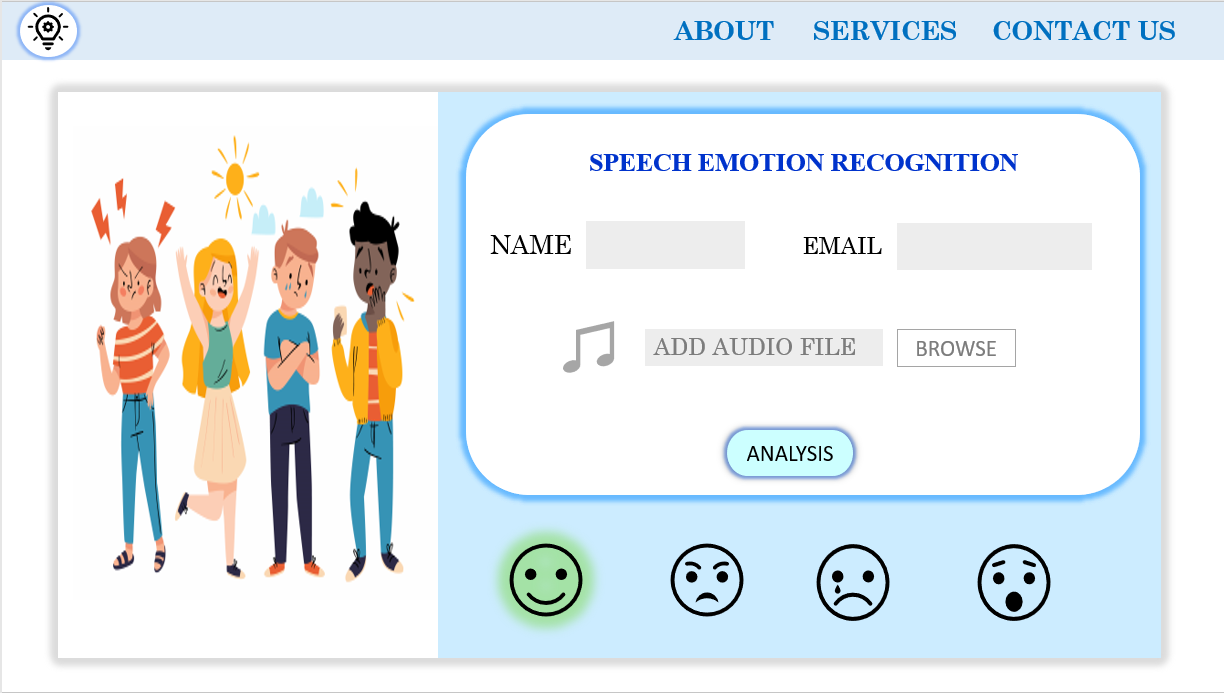 ABOUT SERVICES CONTACT US
SPEECH EMOTION RECOGNITION
NAME EMAIL
ADD AUDIO FILE BROWSE
ANALYSIS